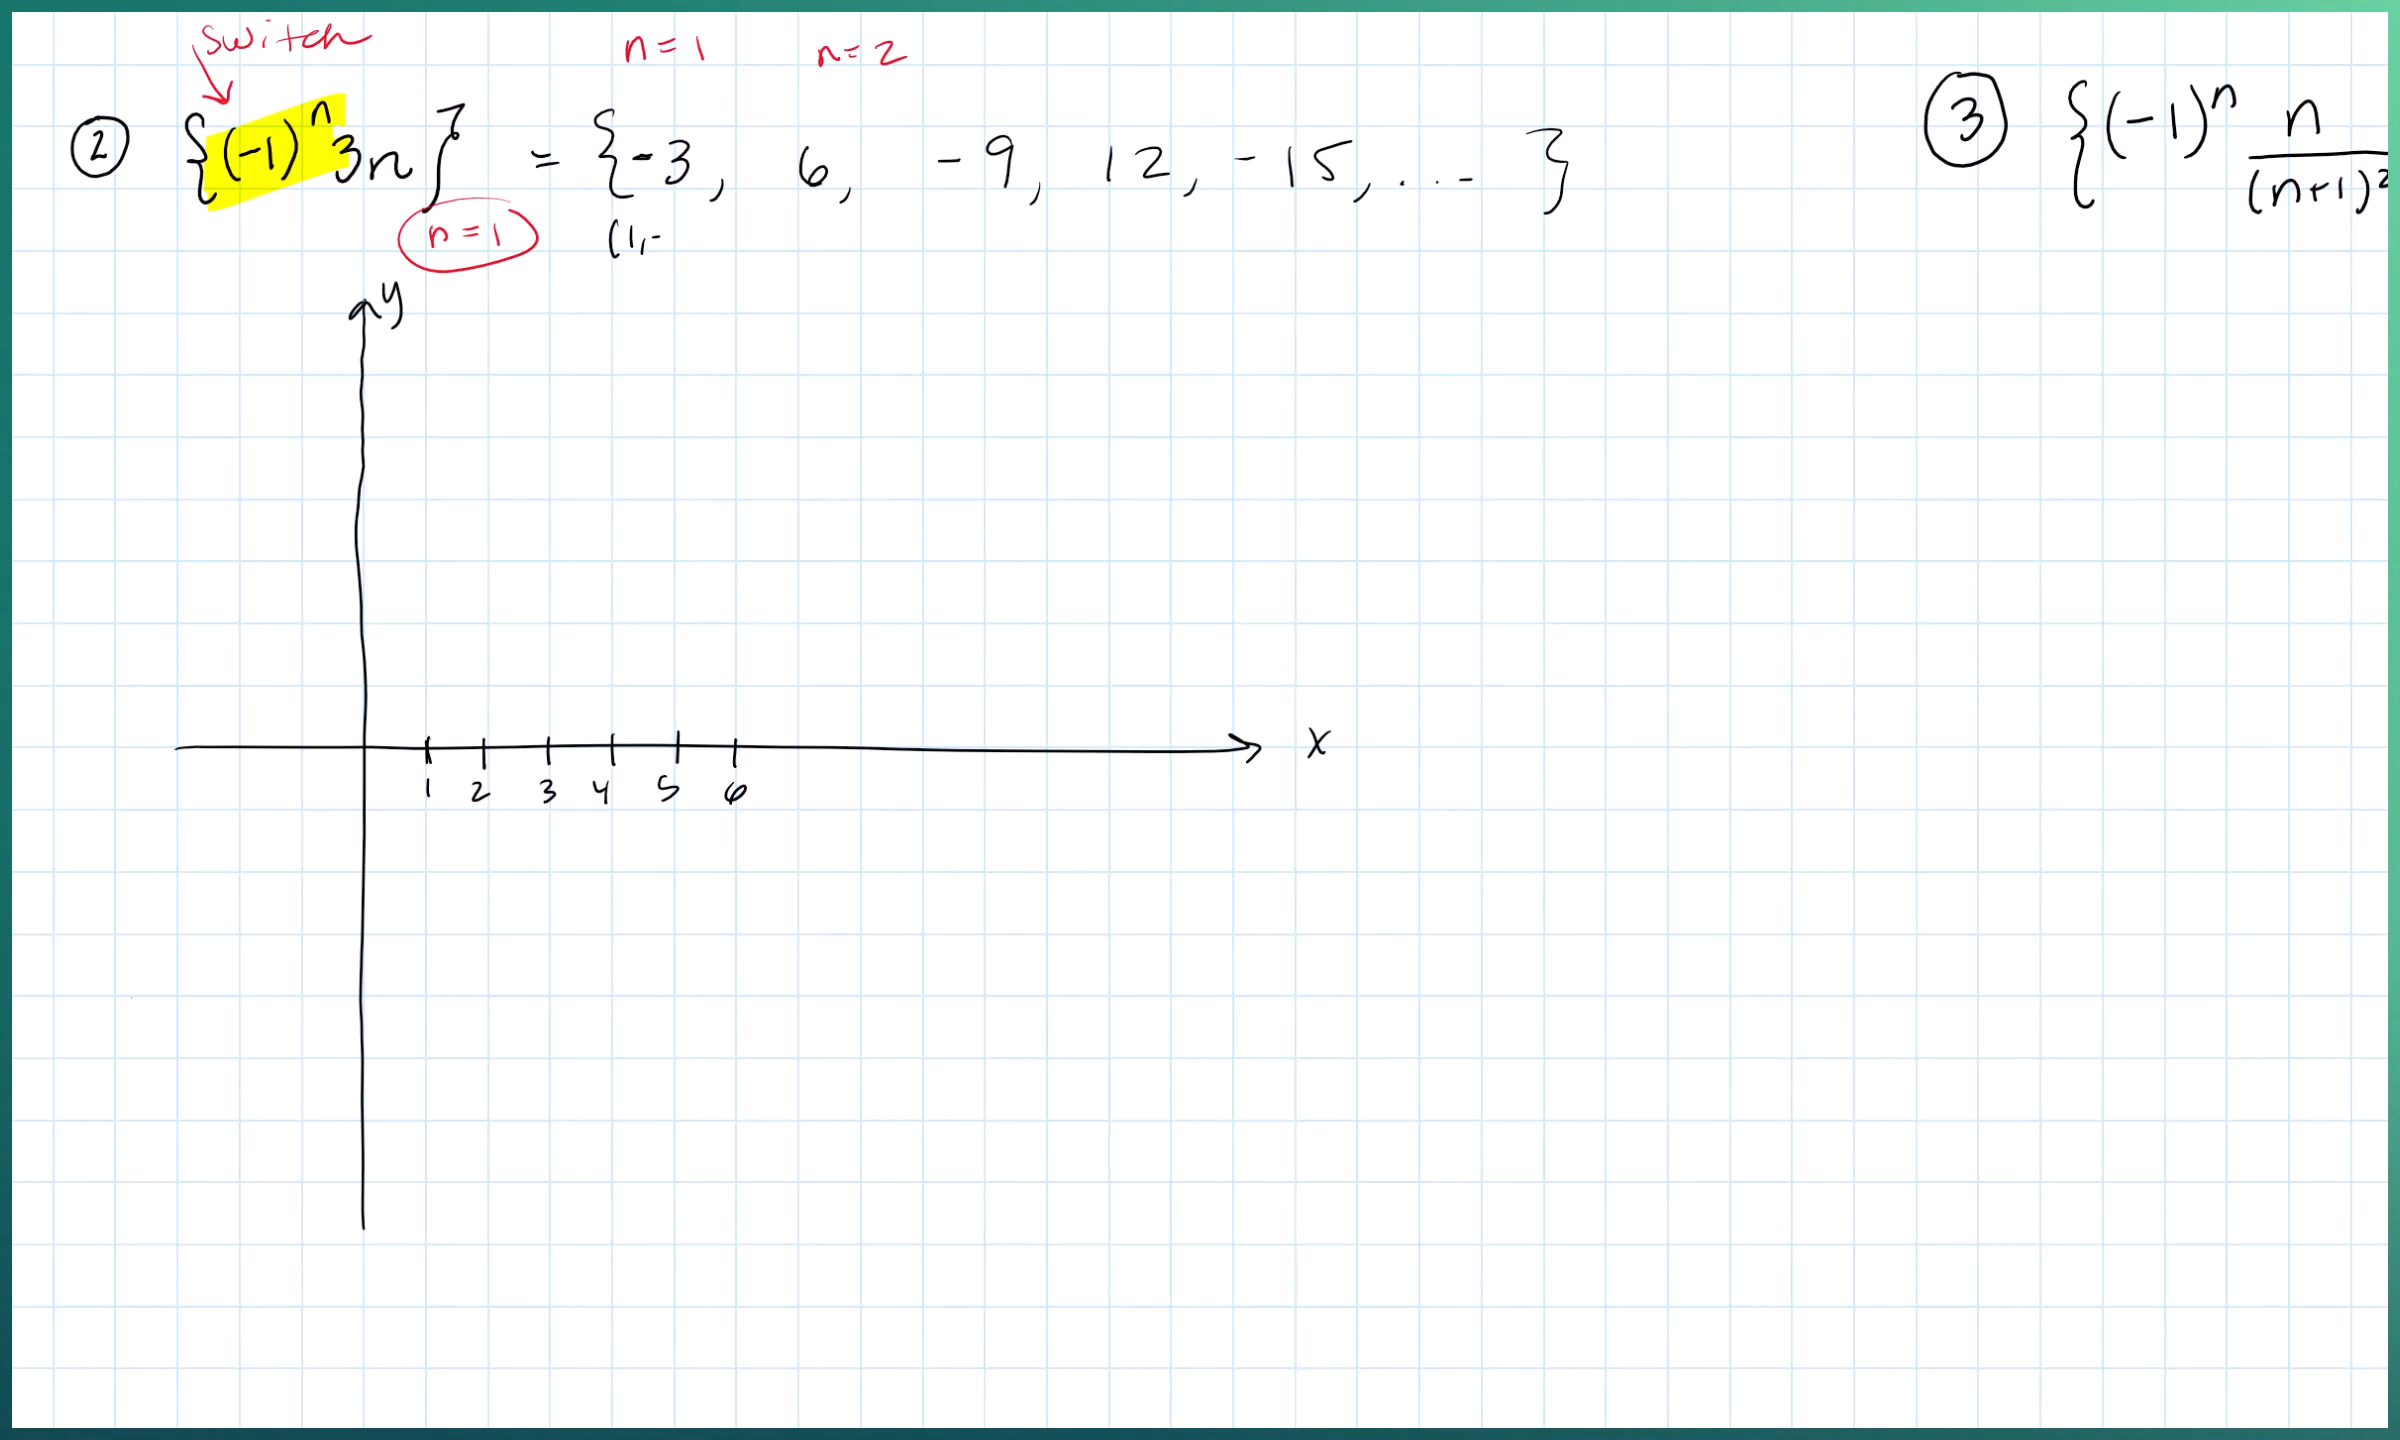 switch
n=1 n=2
② {(-1)ⁿ3n} = {-3, 6, -9, 12, -15, ... }
n=1
(1,-
③ {(-1)ⁿ n/(n+1)²
y
x
1 2 3 4 5 6